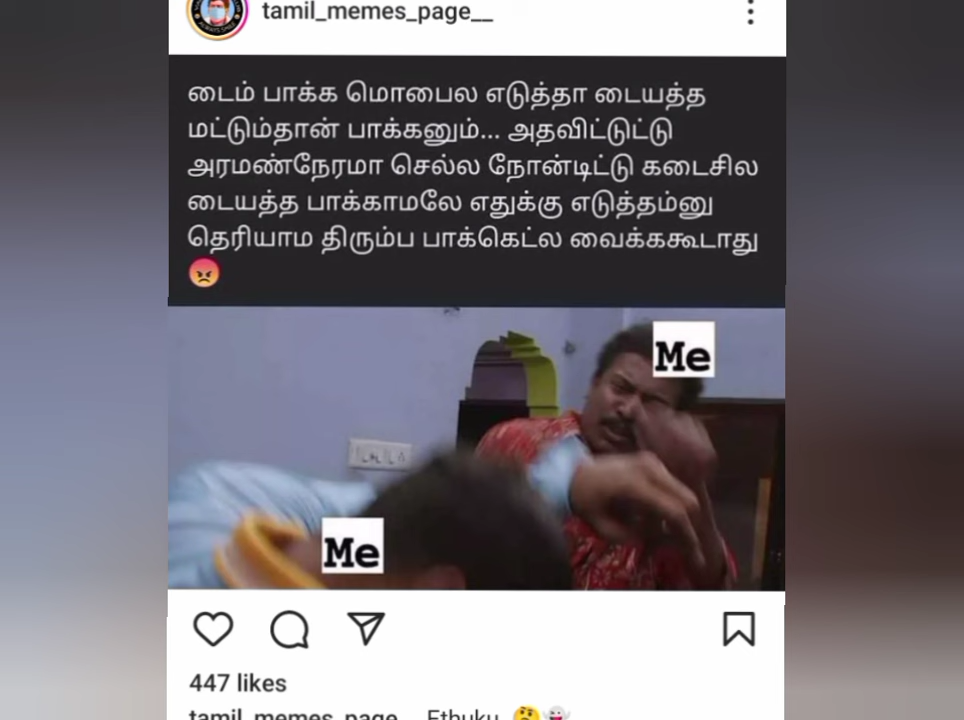 tamil_memes_page__
டைம் பாக்க மொபைல எடுத்தா டையத்த
மட்டும்தான் பாக்கனும்... அதவிட்டுட்டு
அரமண்நேரமா செல்ல நோன்டிட்டு கடைசில
டையத்த பாக்காமலே எதுக்கு எடுத்தம்னு
தெரியாம திரும்ப பாக்கெட்ல வைக்ககூடாது
😡
Me
Me
447 likes
tamil_memes_page__ Ethuku 🤔👻